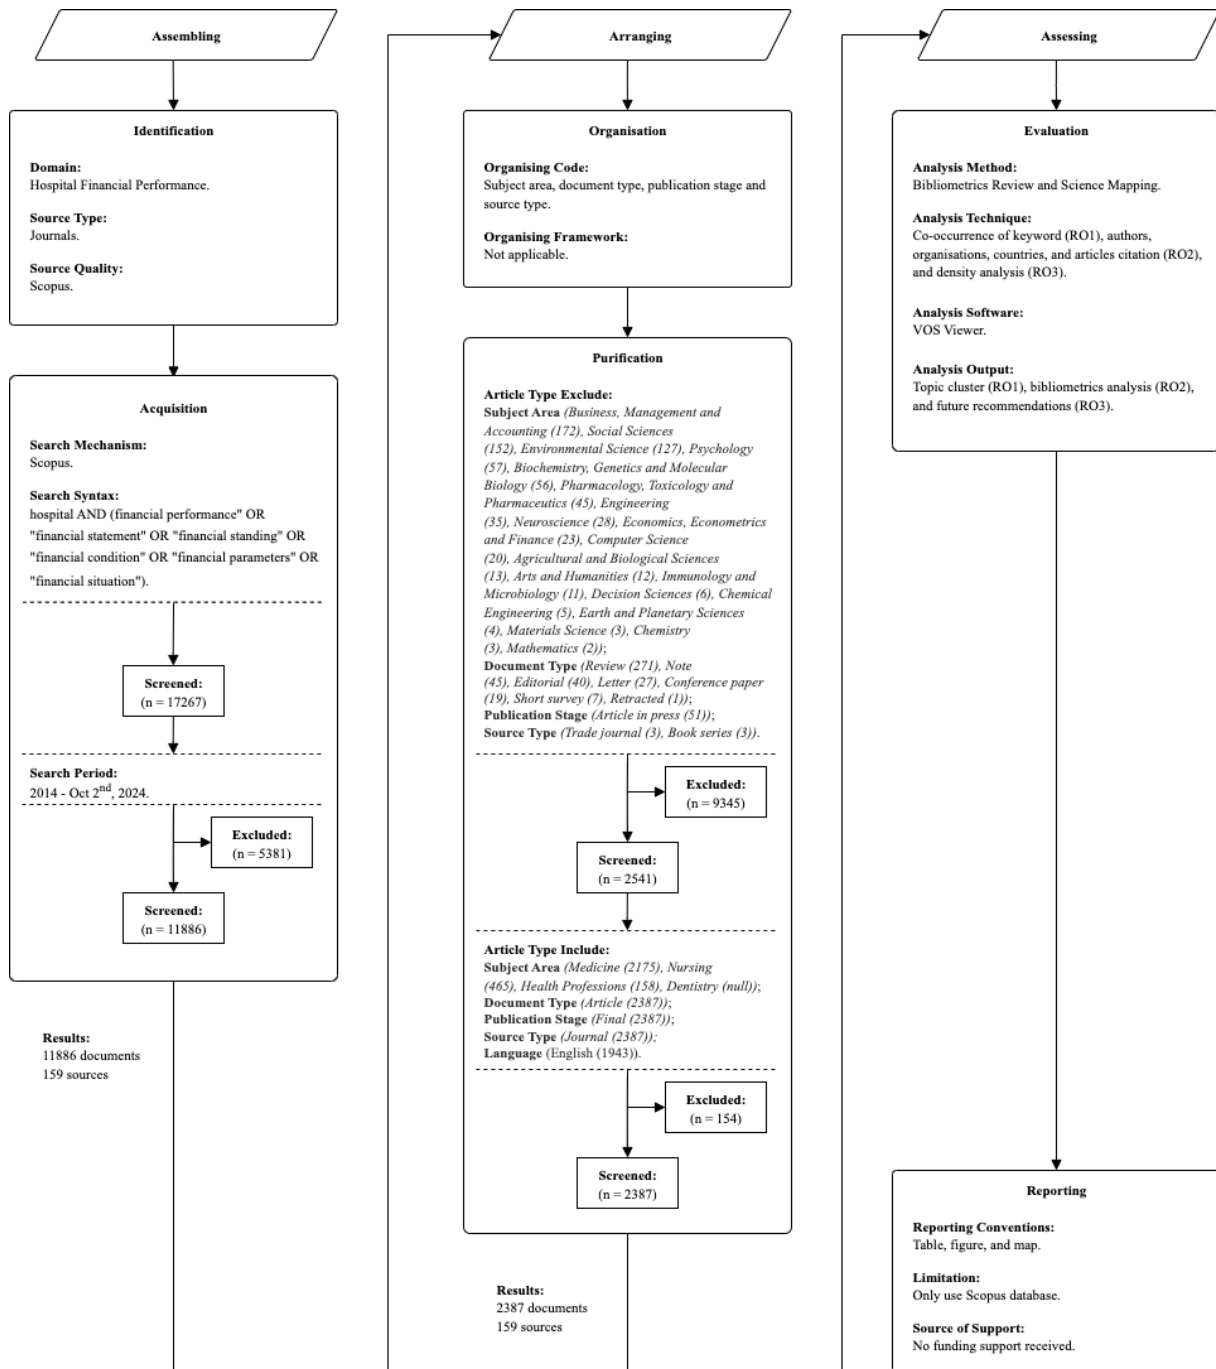 Assembling
Identification
Domain:
Hospital Financial Performance.
Source Type:
Journals.
Source Quality:
Scopus.
Acquisition
Search Mechanism:
Scopus.
Search Syntax:
hospital AND (financial performance" OR
"financial statement" OR "financial standing" OR
"financial condition" OR "financial parameters" OR
"financial situation").
Screened:
(n = 17267)
Search Period:
2014 - Oct 2nd, 2024.
Excluded:
(n = 5381)
Screened:
(n = 11886)
Results:
11886 documents
159 sources
Arranging
Organisation
Organising Code:
Subject area, document type, publication stage and
source type.
Organising Framework:
Not applicable.
Purification
Article Type Exclude:
Subject Area (Business, Management and
Accounting (172), Social Sciences
(152), Environmental Science (127), Psychology
(57), Biochemistry, Genetics and Molecular
Biology (56), Pharmacology, Toxicology and
Pharmaceutics (45), Engineering
(35), Neuroscience (28), Economics, Econometrics
and Finance (23), Computer Science
(20), Agricultural and Biological Sciences
(13), Arts and Humanities (12), Immunology and
Microbiology (11), Decision Sciences (6), Chemical
Engineering (5), Earth and Planetary Sciences
(4), Materials Science (3), Chemistry
(3), Mathematics (2));
Document Type (Review (271), Note
(45), Editorial (40), Letter (27), Conference paper
(19), Short survey (7), Retracted (1));
Publication Stage (Article in press (51));
Source Type (Trade journal (3), Book series (3)).
Excluded:
(n = 9345)
Screened:
(n = 2541)
Article Type Include:
Subject Area (Medicine (2175), Nursing
(465), Health Professions (158), Dentistry (null));
Document Type (Article (2387));
Publication Stage (Final (2387));
Source Type (Journal (2387));
Language (English (1943)).
Excluded:
(n = 154)
Screened:
(n = 2387)
Results:
2387 documents
159 sources
Assessing
Evaluation
Analysis Method:
Bibliometrics Review and Science Mapping.
Analysis Technique:
Co-occurrence of keyword (RO1), authors,
organisations, countries, and articles citation (RO2),
and density analysis (RO3).
Analysis Software:
VOS Viewer.
Analysis Output:
Topic cluster (RO1), bibliometrics analysis (RO2),
and future recommendations (RO3).
Reporting
Reporting Conventions:
Table, figure, and map.
Limitation:
Only use Scopus database.
Source of Support:
No funding support received.